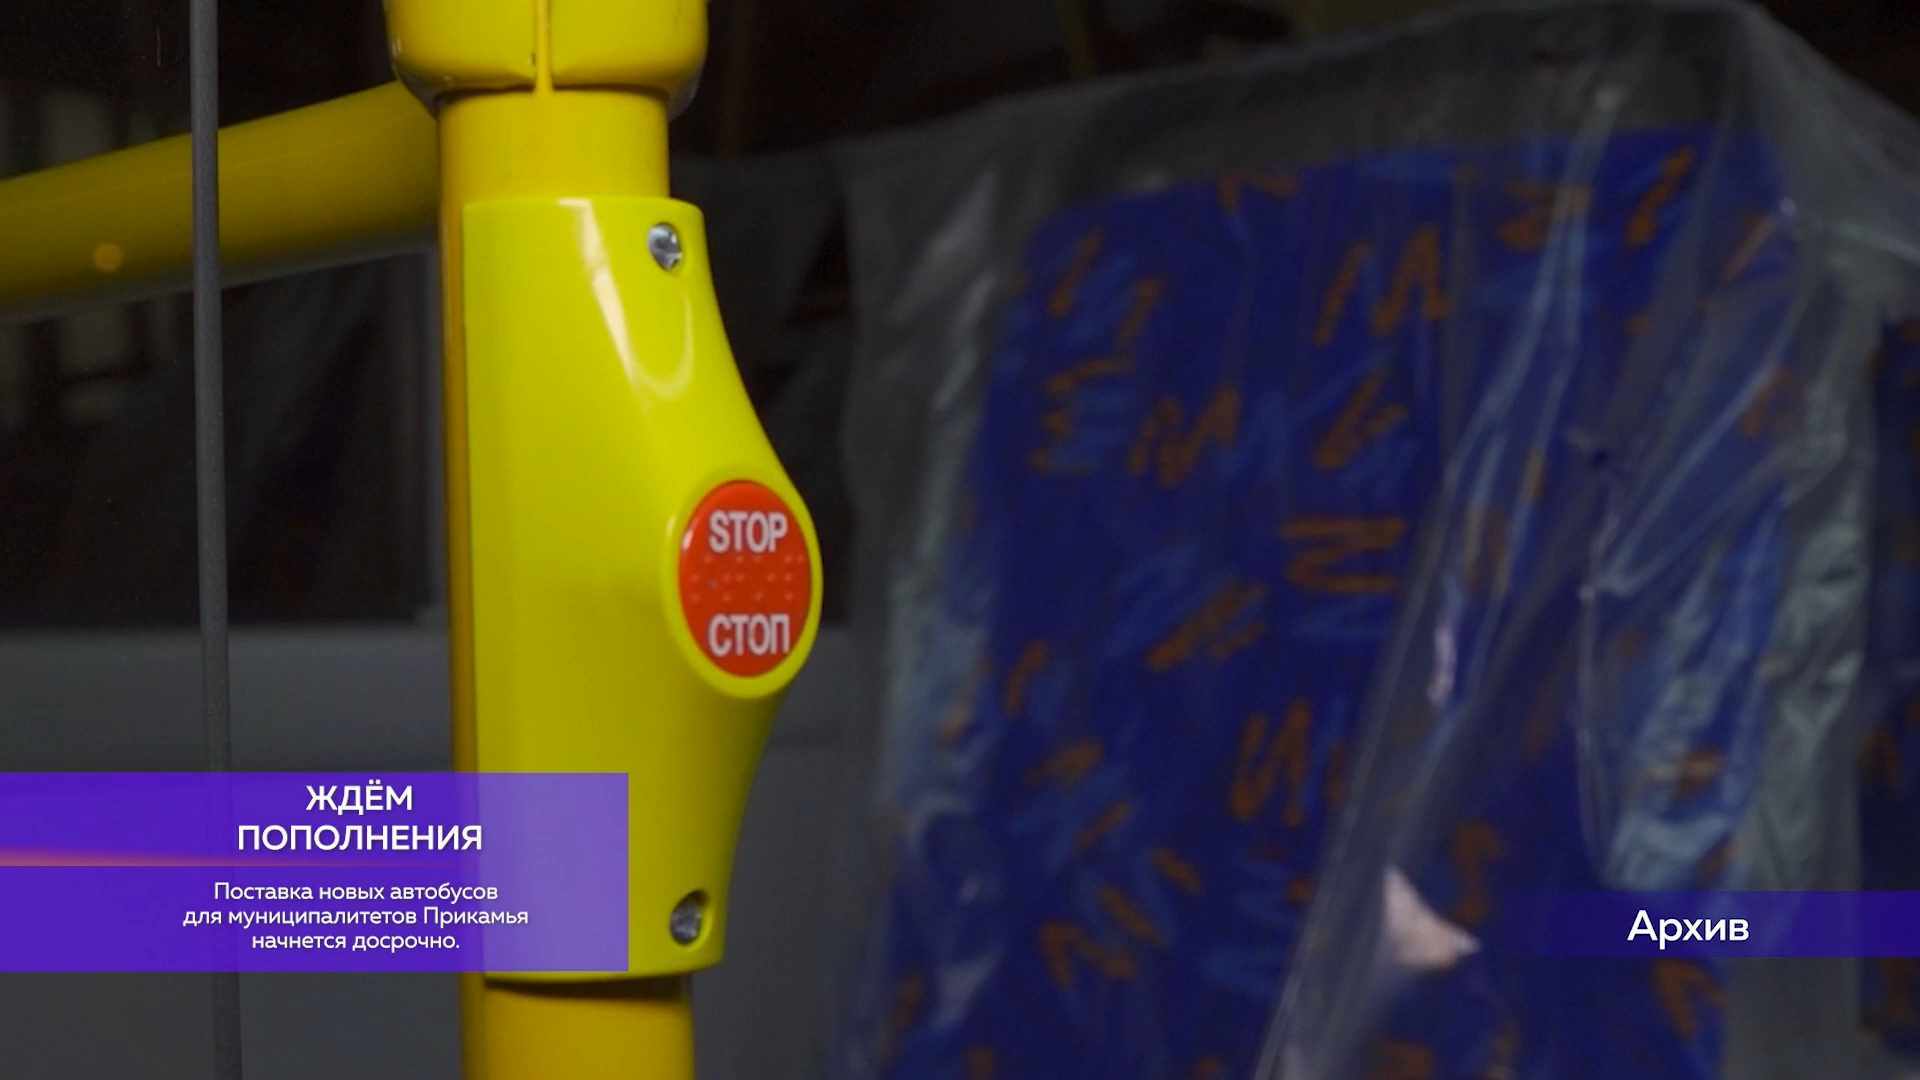 STOP
СТОП
ЖДЁМ
ПОПОЛНЕНИЯ
Поставка новых автобусов
для муниципалитетов Прикамья
начнется досрочно.
Архив